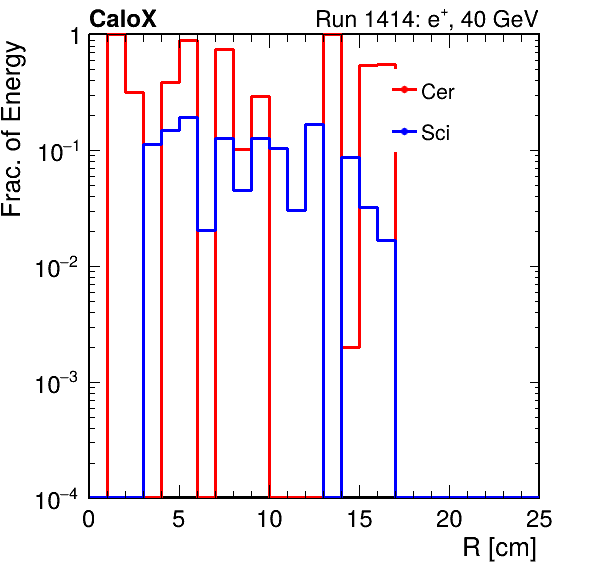 CaloX Run 1414: e⁺, 40 GeV
Frac. of Energy
1
10⁻¹
10⁻²
10⁻³
10⁻⁴
Cer
Sci
0 5 10 15 20 25
R [cm]